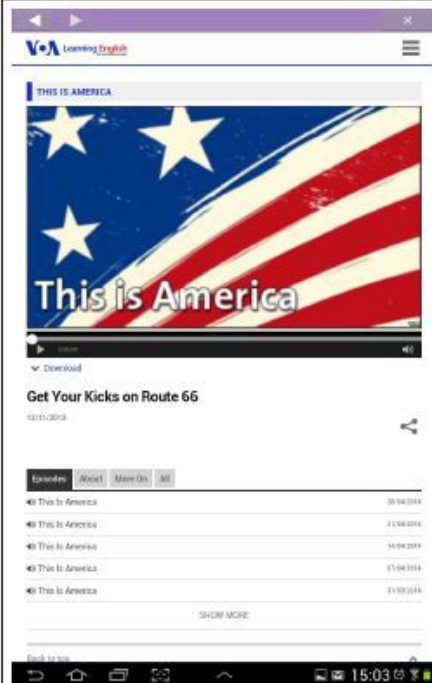 VOA Learning English
THIS IS AMERICA
This is America
Download
Get Your Kicks on Route 66
Episodes About More On All
This Is America
This Is America
This Is America
This Is America
This Is America
SHOW MORE
Back to top
15:03